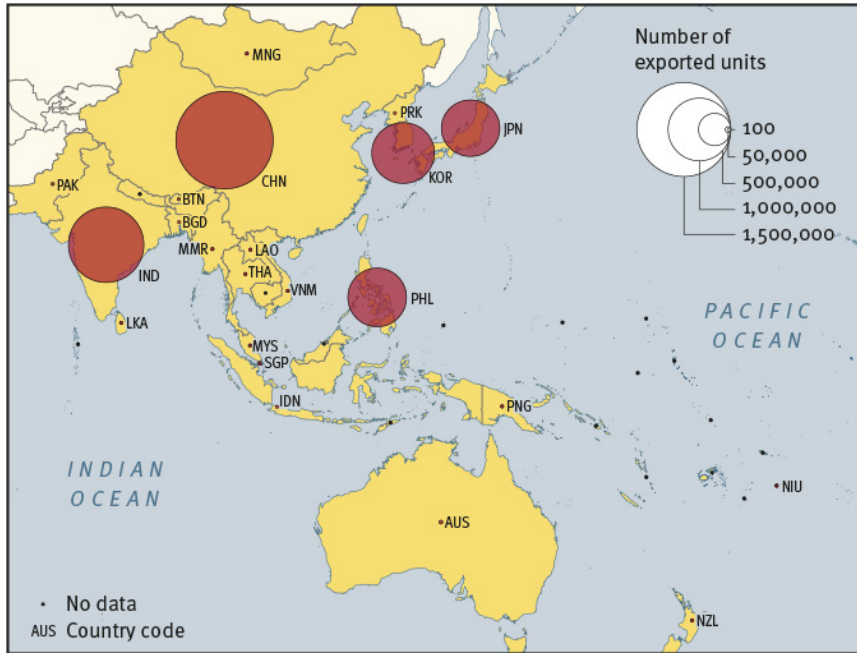 Number of
exported units
100
50,000
500,000
1,000,000
1,500,000
MNG
PRK
JPN
KOR
CHN
PAK
BTN
BGD
MMR
LAO
IND
THA
VNM
PHL
LKA
MYS
SGP
IDN
PNG
PACIFIC
OCEAN
INDIAN
OCEAN
NIU
AUS
NZL
No data
AUS Country code